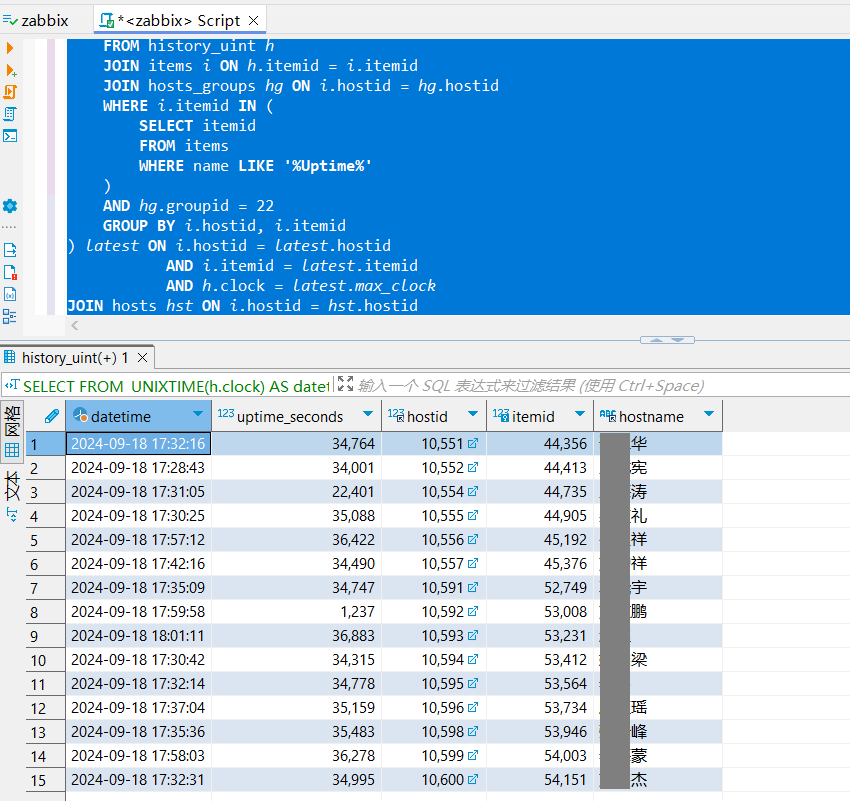 zabbix
*<zabbix> Script
FROM history_uint h
JOIN items i ON h.itemid = i.itemid
JOIN hosts_groups hg ON i.hostid = hg.hostid
WHERE i.itemid IN (
SELECT itemid
FROM items
WHERE name LIKE '%Uptime%'
)
AND hg.groupid = 22
GROUP BY i.hostid, i.itemid
) latest ON i.hostid = latest.hostid
AND i.itemid = latest.itemid
AND h.clock = latest.max_clock
JOIN hosts hst ON i.hostid = hst.hostid
history_uint(+) 1
SELECT FROM_UNIXTIME(h.clock) AS datet 输入一个 SQL 表达式来过滤结果 (使用 Ctrl+Space)
网格
文本
datetime 123 uptime_seconds 123 hostid 123 itemid ABC hostname
1 2024-09-18 17:32:16 34,764 10,551 44,356 华
2 2024-09-18 17:28:43 34,001 10,552 44,413 宪
3 2024-09-18 17:31:05 22,401 10,554 44,735 涛
4 2024-09-18 17:30:25 35,088 10,555 44,905 礼
5 2024-09-18 17:57:12 36,422 10,556 45,192 祥
6 2024-09-18 17:42:16 34,490 10,557 45,376 祥
7 2024-09-18 17:35:09 34,747 10,591 52,749 宇
8 2024-09-18 17:59:58 1,237 10,592 53,008 鹏
9 2024-09-18 18:01:11 36,883 10,593 53,231
10 2024-09-18 17:30:42 34,315 10,594 53,412 梁
11 2024-09-18 17:32:14 34,778 10,595 53,564
12 2024-09-18 17:37:04 35,159 10,596 53,734 瑶
13 2024-09-18 17:35:36 35,483 10,598 53,946 峰
14 2024-09-18 17:58:03 36,278 10,599 54,003 蒙
15 2024-09-18 17:32:31 34,995 10,600 54,151 杰